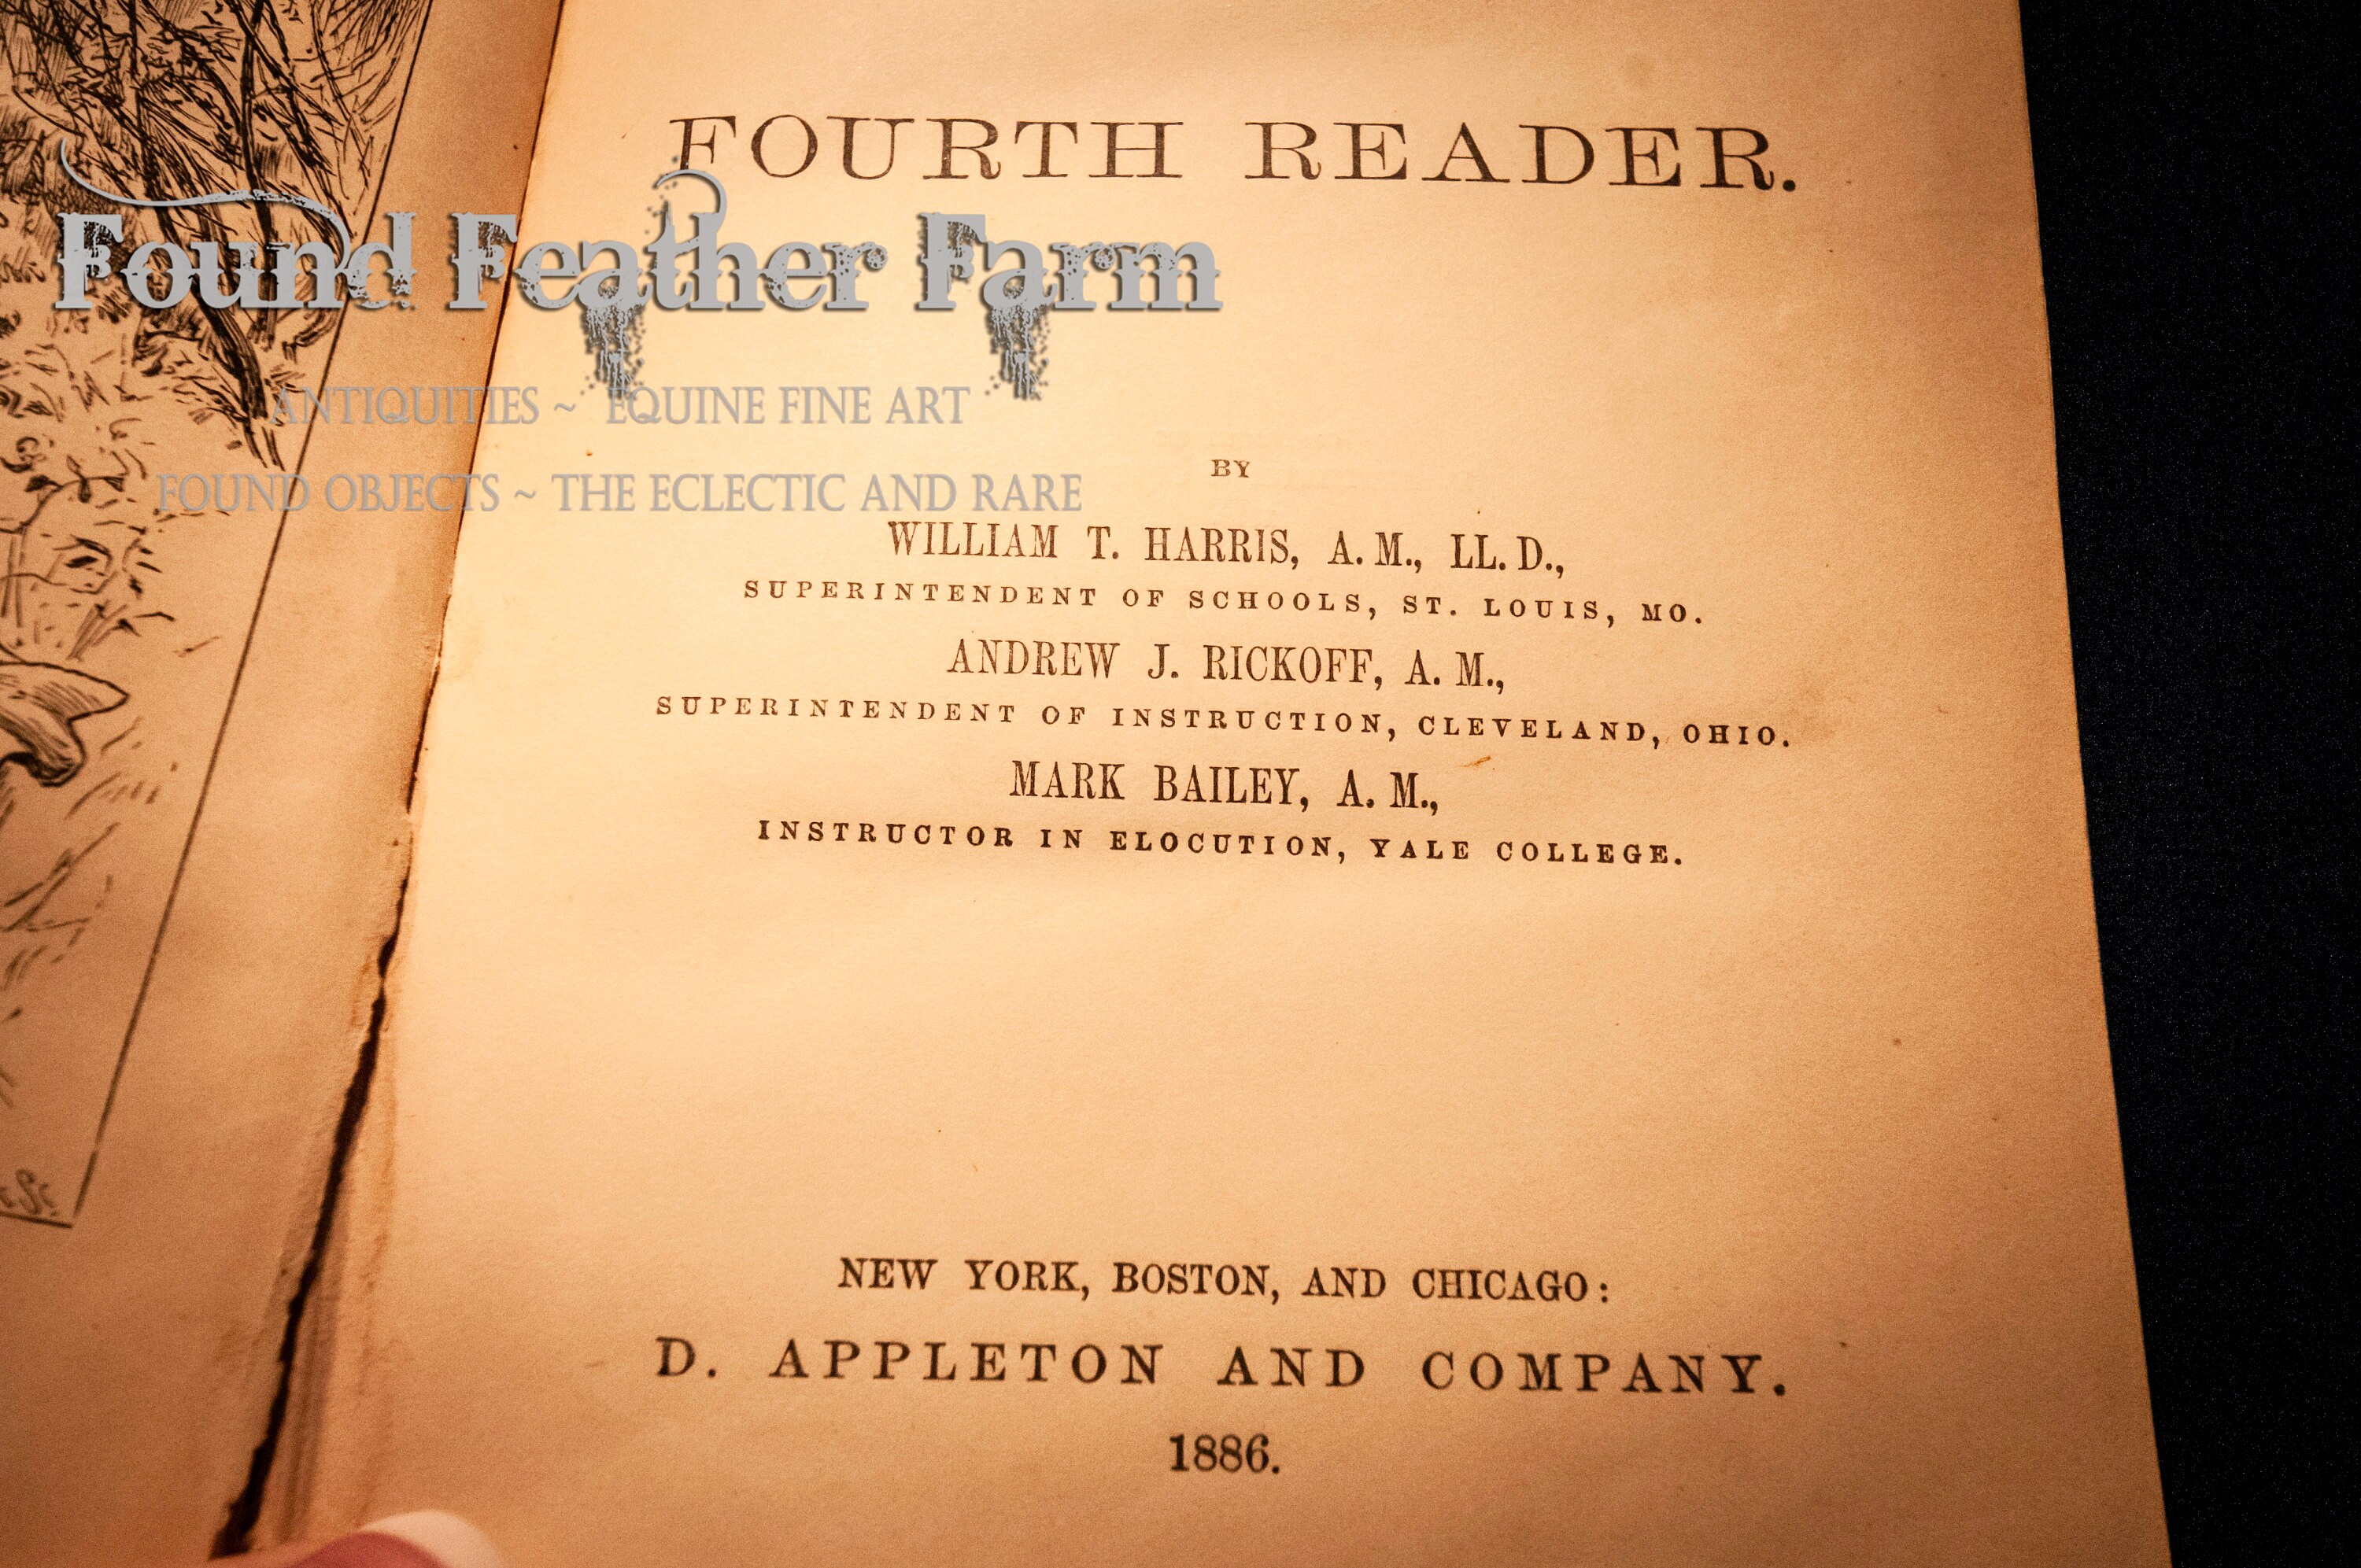 FOURTH READER.
Found Feather Farm
ANTIQUITIES ~ EQUINE FINE ART
FOUND OBJECTS ~ THE ECLECTIC AND RARE
BY
WILLIAM T. HARRIS, A. M., LL. D.,
SUPERINTENDENT OF SCHOOLS, ST. LOUIS, MO.
ANDREW J. RICKOFF, A. M.,
SUPERINTENDENT OF INSTRUCTION, CLEVELAND, OHIO.
MARK BAILEY, A. M.,
INSTRUCTOR IN ELOCUTION, YALE COLLEGE.
NEW YORK, BOSTON, AND CHICAGO:
D. APPLETON AND COMPANY.
1886.